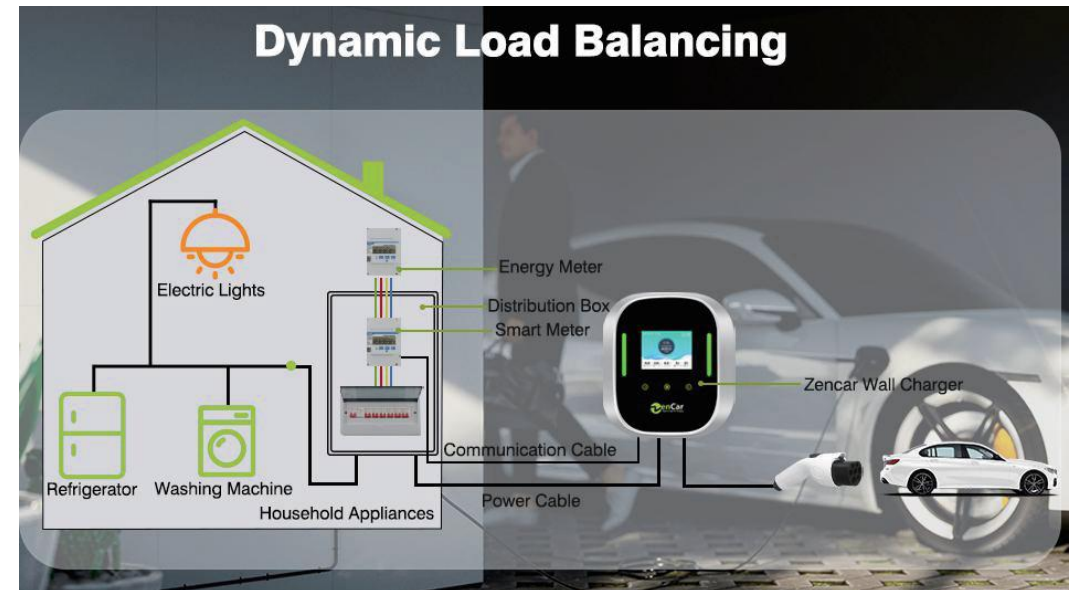 Dynamic Load Balancing
Energy Meter
Electric Lights
Distribution Box
Smart Meter
Zencar Wall Charger
ZenCar
Communication Cable
Refrigerator
Washing Machine
Power Cable
Household Appliances